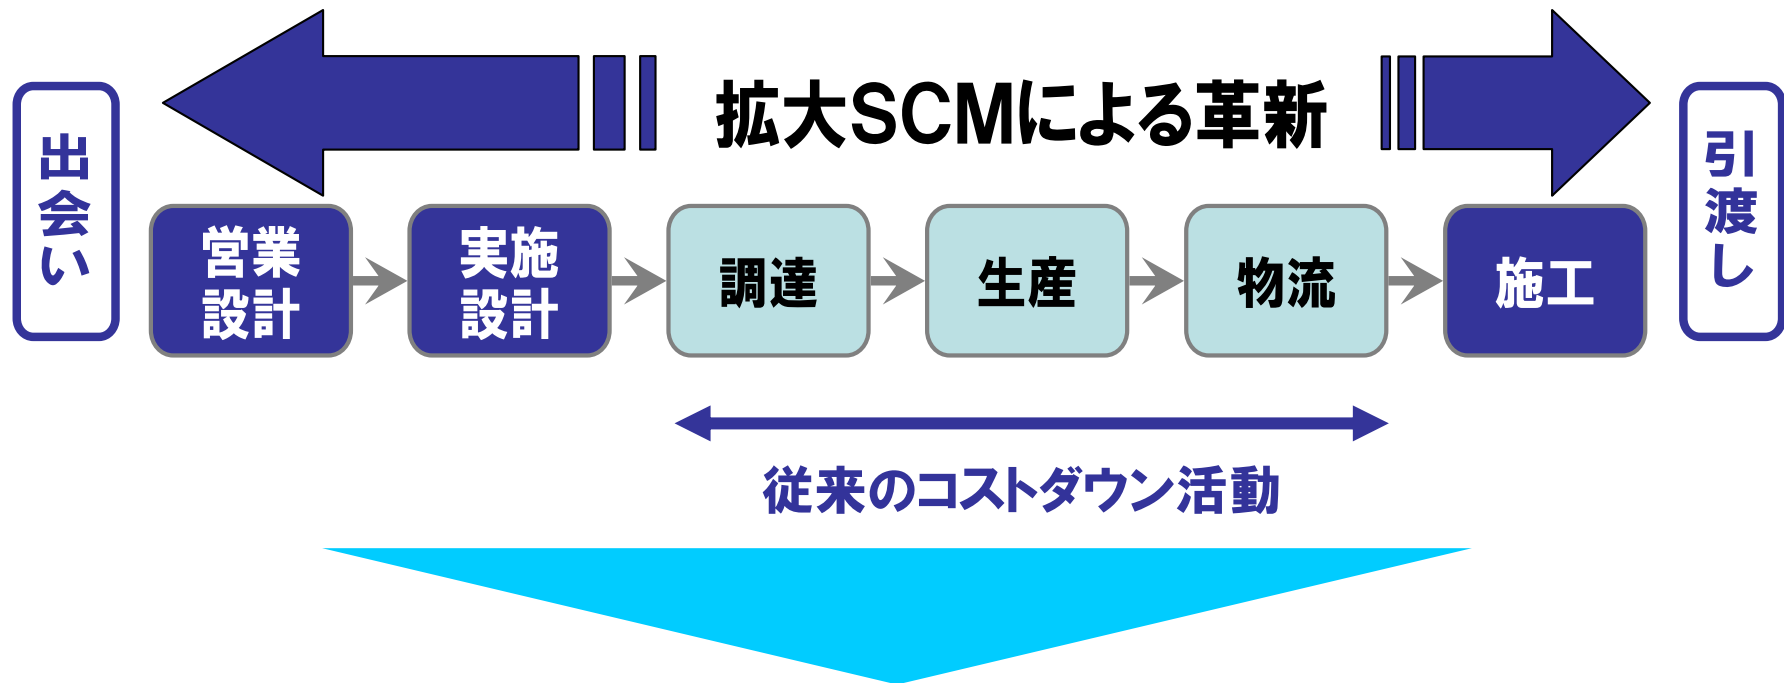 拡大SCMによる革新
出会い
営業
設計
実施
設計
調達
生産
物流
施工
引渡し
従来のコストダウン活動